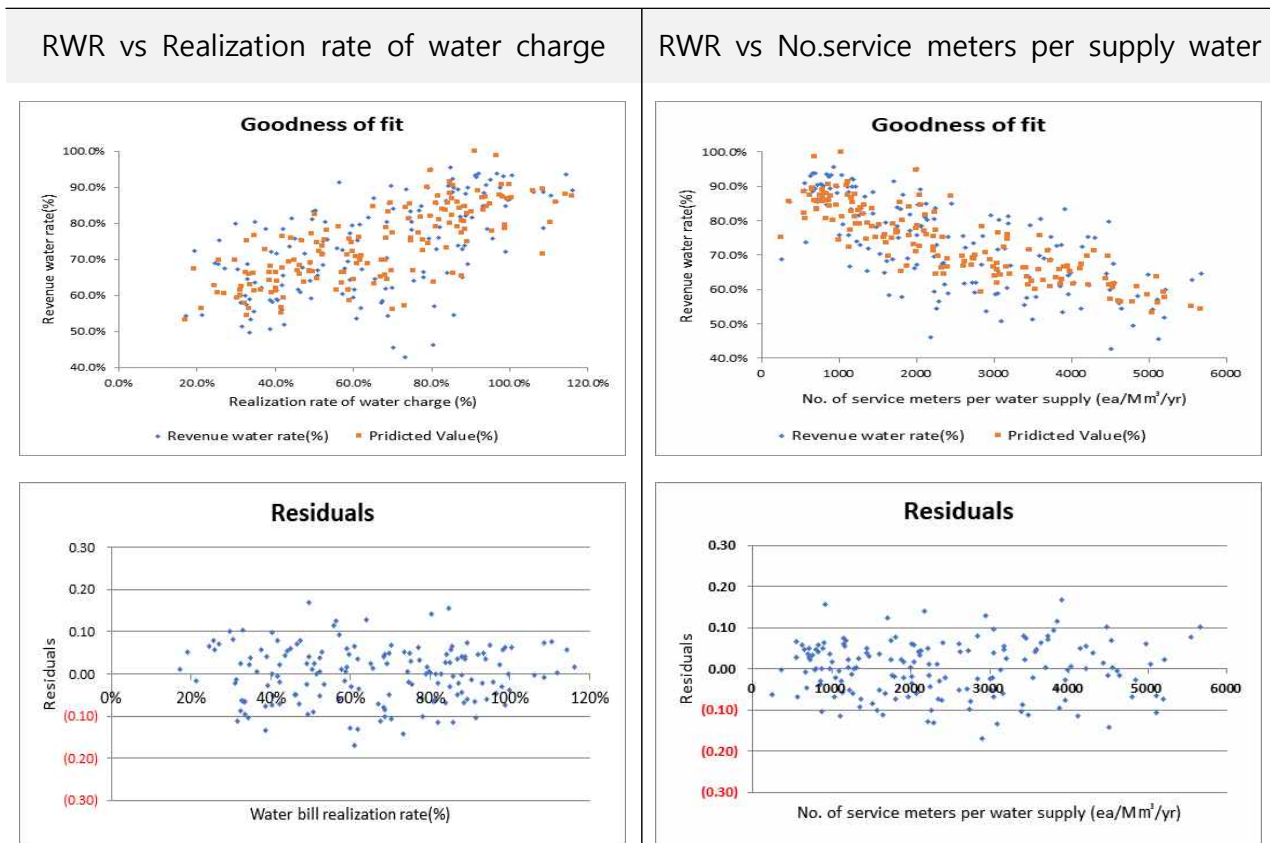 RWR vs Realization rate of water charge
RWR vs No.service meters per supply water
Goodness of fit
Revenue water rate(%)
100.0%
90.0%
80.0%
70.0%
60.0%
50.0%
40.0%
0.0% 20.0% 40.0% 60.0% 80.0% 100.0% 120.0%
Realization rate of water charge (%)
Revenue water rate(%) Pridicted Value(%)
Goodness of fit
Revenue water rate(%)
100.0%
90.0%
80.0%
70.0%
60.0%
50.0%
40.0%
0 1000 2000 3000 4000 5000 6000
No. of service meters per water supply (ea/Mm³/yr)
Revenue water rate(%) Pridicted Value(%)
Residuals
Residuals
0.30
0.20
0.10
0.00
(0.10)
(0.20)
(0.30)
0% 20% 40% 60% 80% 100% 120%
Water bill realization rate(%)
Residuals
Residuals
0.30
0.20
0.10
0.00
(0.10)
(0.20)
(0.30)
0 1000 2000 3000 4000 5000 6000
No. of service meters per water supply (ea/Mm³/yr)